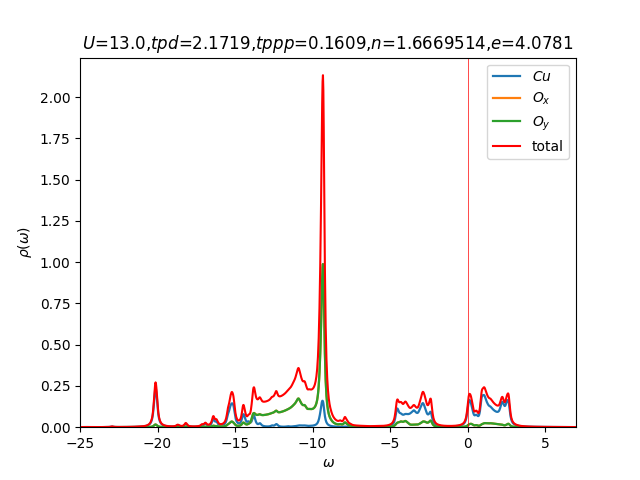 U=13.0,tpd=2.1719,tppp=0.1609,n=1.6669514,e=4.0781
Cu
O_x
O_y
total
2.00
1.75
1.50
1.25
1.00
0.75
0.50
0.25
0.00
ρ(ω)
−25 −20 −15 −10 −5 0 5
ω